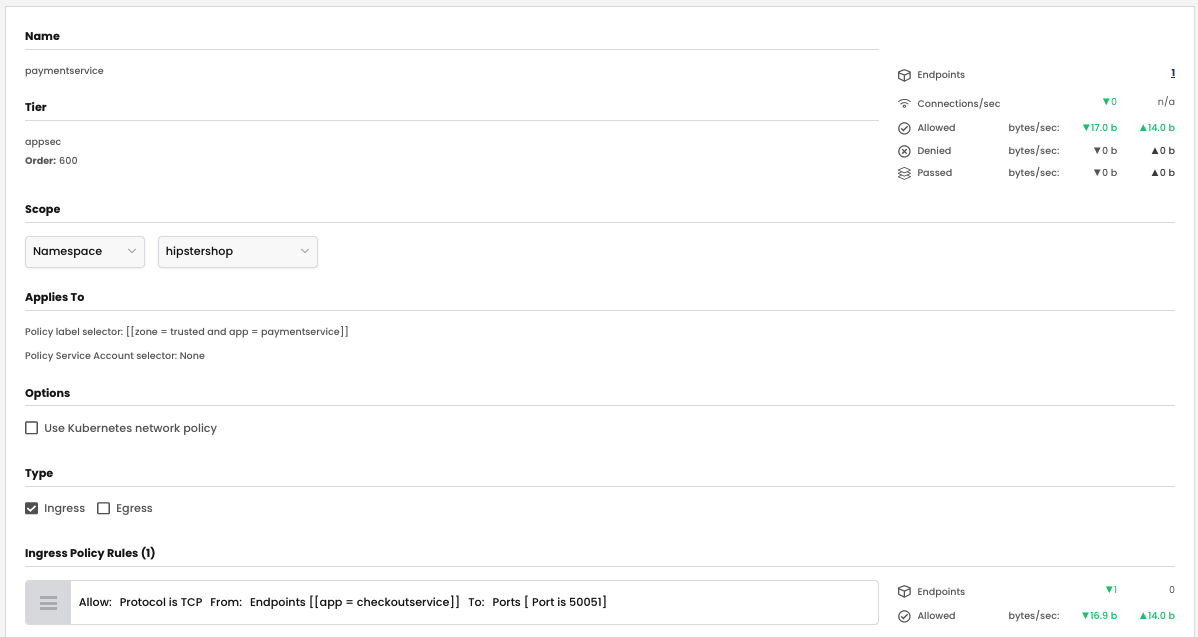 Name
paymentservice
Endpoints 1
Connections/sec ▼0 n/a
Tier
Allowed bytes/sec: ▼17.0 b ▲14.0 b
appsec
Denied bytes/sec: ▼0 b ▲0 b
Order: 600
Passed bytes/sec: ▼0 b ▲0 b
Scope
Namespace hipstershop
Applies To
Policy label selector: [[zone = trusted and app = paymentservice]]
Policy Service Account selector: None
Options
Use Kubernetes network policy
Type
Ingress Egress
Ingress Policy Rules (1)
Allow: Protocol is TCP From: Endpoints [[app = checkoutservice]] To: Ports [ Port is 50051]
Endpoints ▼1 0
Allowed bytes/sec: ▼16.9 b ▲14.0 b